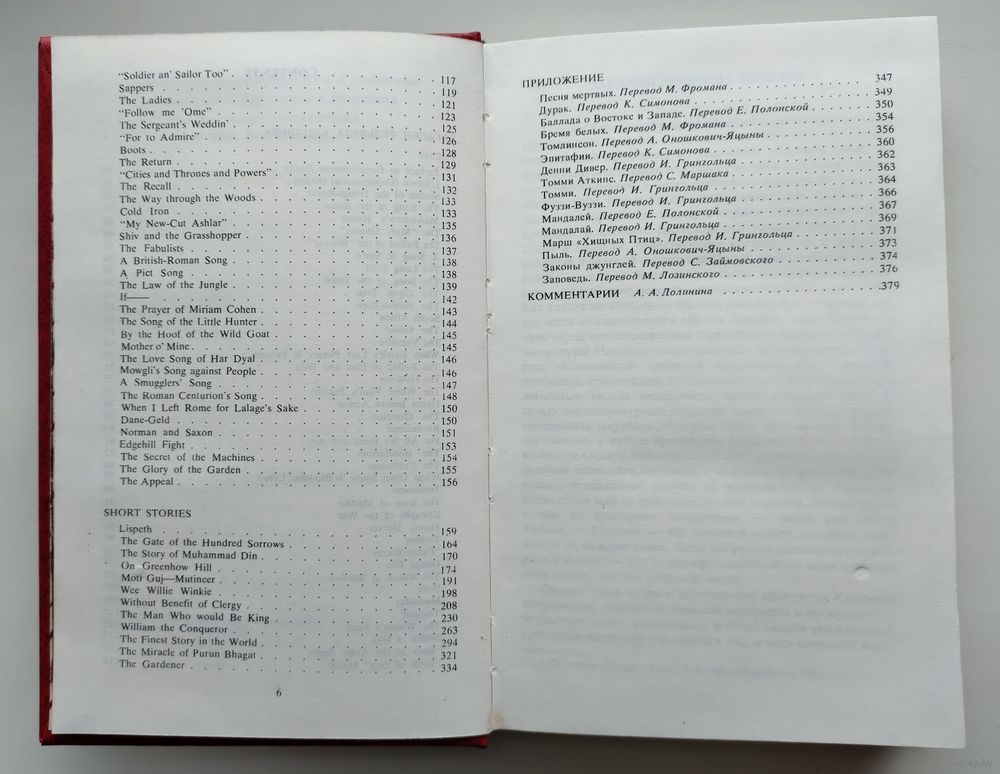 "Soldier an' Sailor Too" . . . . . . . . . . . . . . . . 117
Sappers . . . . . . . . . . . . . . . . 119
The Ladies . . . . . . . . . . . . . . . . 121
"Follow me 'Ome" . . . . . . . . . . . . . . . . 123
The Sergeant's Weddin' . . . . . . . . . . . . . . . . 125
"For to Admire" . . . . . . . . . . . . . . . . 126
Boots . . . . . . . . . . . . . . . . 128
The Return . . . . . . . . . . . . . . . . 129
"Cities and Thrones and Powers" . . . . . . . . . . . . 131
The Recall . . . . . . . . . . . . . . . . 132
The Way through the Woods . . . . . . . . . . . . 133
Cold Iron . . . . . . . . . . . . . . . . 133
"My New-Cut Ashlar" . . . . . . . . . . . . . . 135
Shiv and the Grasshopper . . . . . . . . . . . . 136
The Fabulists . . . . . . . . . . . . . . . . 137
A British-Roman Song . . . . . . . . . . . . . . 138
A Pict Song . . . . . . . . . . . . . . . . 138
The Law of the Jungle . . . . . . . . . . . . . . 139
If—— . . . . . . . . . . . . . . . . 142
The Prayer of Miriam Cohen . . . . . . . . . . . . 143
The Song of the Little Hunter . . . . . . . . . . . . 144
By the Hoof of the Wild Goat . . . . . . . . . . . . 145
Mother o' Mine . . . . . . . . . . . . . . . . 145
The Love Song of Har Dyal . . . . . . . . . . . . 146
Mowgli's Song against People . . . . . . . . . . . . 146
A Smugglers' Song . . . . . . . . . . . . . . 147
The Roman Centurion's Song . . . . . . . . . . . . 148
When I Left Rome for Lalage's Sake . . . . . . . . . . 150
Dane-Geld . . . . . . . . . . . . . . . . 150
Norman and Saxon . . . . . . . . . . . . . . 151
Edgehill Fight . . . . . . . . . . . . . . . . 153
The Secret of the Machines . . . . . . . . . . . . 154
The Glory of the Garden . . . . . . . . . . . . 155
The Appeal . . . . . . . . . . . . . . . . 156
SHORT STORIES
Lispeth . . . . . . . . . . . . . . . . 159
The Gate of the Hundred Sorrows . . . . . . . . . . 164
The Story of Muhammad Din . . . . . . . . . . . . 170
On Greenhow Hill . . . . . . . . . . . . . . 174
Moti Guj—Mutineer . . . . . . . . . . . . . . 191
Wee Willie Winkie . . . . . . . . . . . . . . 198
Without Benefit of Clergy . . . . . . . . . . . . 208
The Man Who would Be King . . . . . . . . . . . . 230
William the Conqueror . . . . . . . . . . . . . . 263
The Finest Story in the World . . . . . . . . . . . . 294
The Miracle of Purun Bhagat . . . . . . . . . . . . 321
The Gardener . . . . . . . . . . . . . . . . 334
6
ПРИЛОЖЕНИЕ . . . . . . . . . . . . . . . . 347
Песня мертвых. Перевод М. Фромана . . . . . . . . . . 349
Дурак. Перевод К. Симонова . . . . . . . . . . . . 350
Баллада о Востоке и Западе. Перевод Е. Полонской . . . . 354
Бремя белых. Перевод М. Фромана . . . . . . . . . . 356
Томлинсон. Перевод А. Оношкович-Яцыны . . . . . . . . 360
Эпитафии. Перевод К. Симонова . . . . . . . . . . 362
Денни Дивер. Перевод И. Грингольца . . . . . . . . 363
Томми Аткинс. Перевод С. Маршака . . . . . . . . 364
Томми. Перевод И. Грингольца . . . . . . . . . . 366
Фуззи-Вуззи. Перевод И. Грингольца . . . . . . . . 367
Мандалей. Перевод Е. Полонской . . . . . . . . . . 369
Мандалай. Перевод И. Грингольца . . . . . . . . . . 371
Марш «Хищных Птиц». Перевод И. Грингольца . . . . . . 373
Пыль. Перевод А. Оношкович-Яцыны . . . . . . . . . . 374
Законы джунглей. Перевод С. Займовского . . . . . . . . 376
Заповедь. Перевод М. Лозинского
КОММЕНТАРИИ А. А. Долинина . . . . . . . . . . . . 379